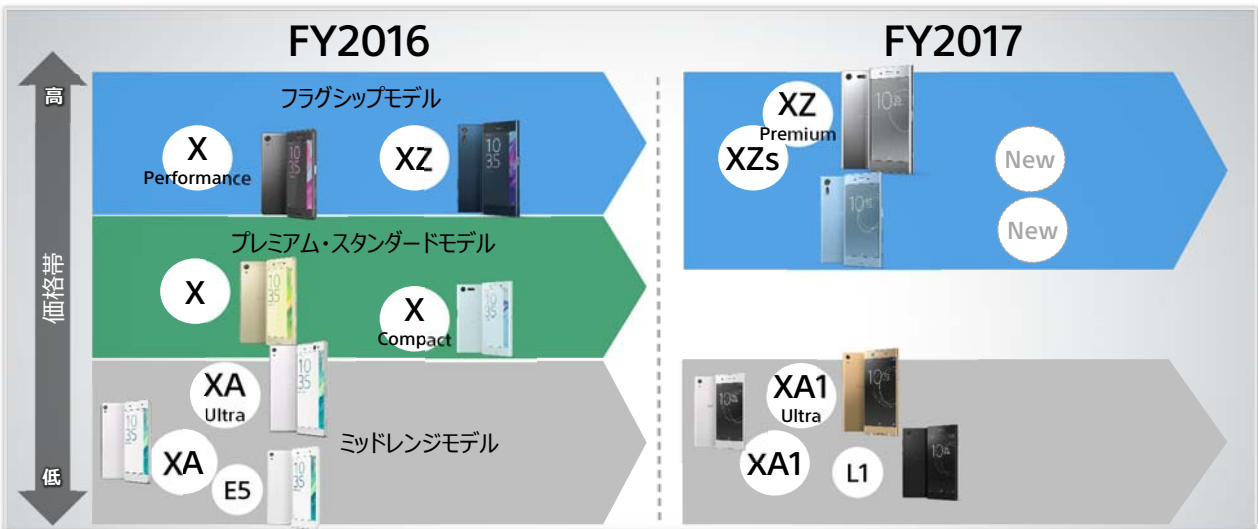 FY2016
FY2017
高
価格帯
低
フラグシップモデル
X
Performance
XZ
プレミアム・スタンダードモデル
X
X
Compact
XA
Ultra
ミッドレンジモデル
XA
E5
XZ
Premium
XZs
New
New
XA1
Ultra
XA1
L1